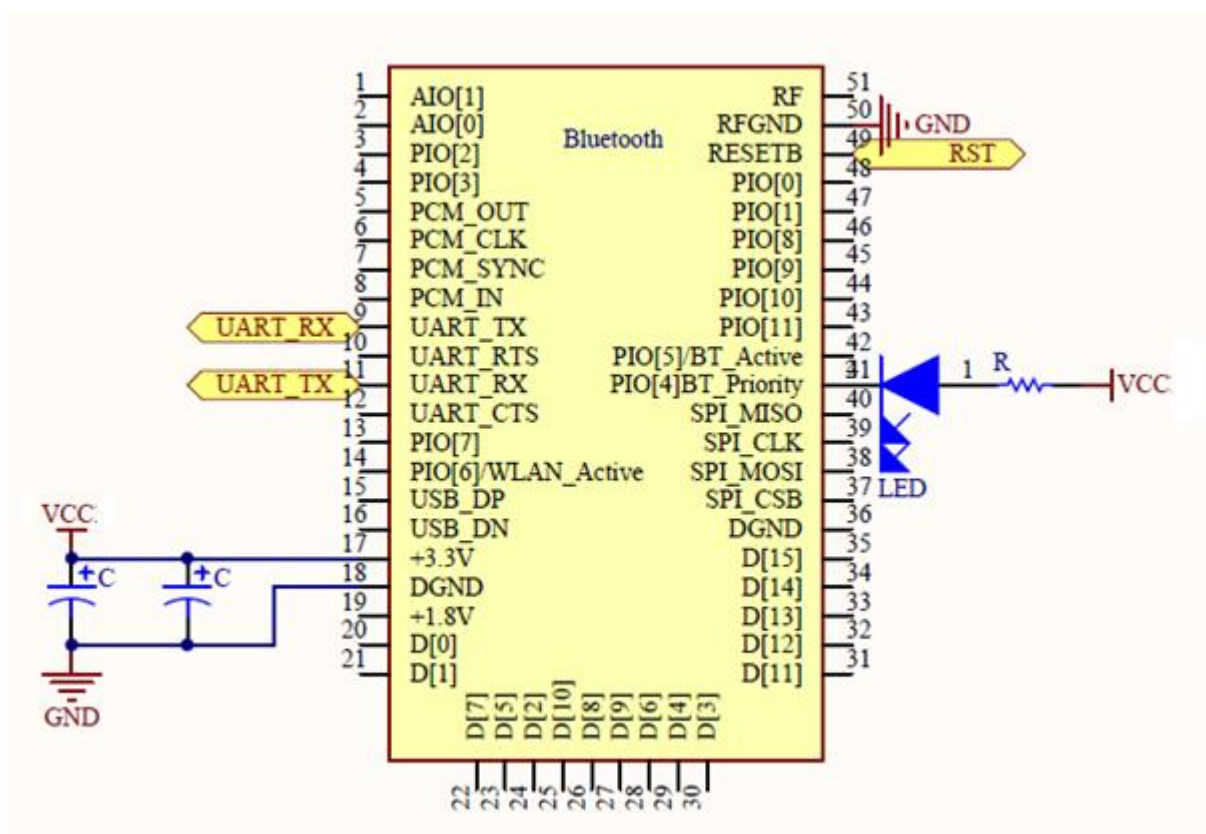 1 AIO[1] RF 51
2 AIO[0] Bluetooth RFGND 50 GND
3 PIO[2] RESETB 49 RST
4 PIO[3] PIO[0] 48
5 PCM_OUT PIO[1] 47
6 PCM_CLK PIO[8] 46
7 PCM_SYNC PIO[9] 45
8 PCM_IN PIO[10] 44
UART_RX 9 UART_TX PIO[11] 43
10 UART_RTS PIO[5]/BT_Active 42
UART_TX 11 UART_RX PIO[4]BT_Priority 41 1 R VCC
12 UART_CTS SPI_MISO 40
13 PIO[7] SPI_CLK 39
14 PIO[6]/WLAN_Active SPI_MOSI 38
15 USB_DP SPI_CSB 37 LED
VCC 16 USB_DN DGND 36
17 +3.3V D[15] 35
+C +C 18 DGND D[14] 34
19 +1.8V D[13] 33
20 D[0] D[12] 32
21 D[1] D[11] 31
GND
D[7] D[5] D[2] D[10] D[8] D[9] D[6] D[4] D[3]
22 23 24 25 26 27 28 29 30